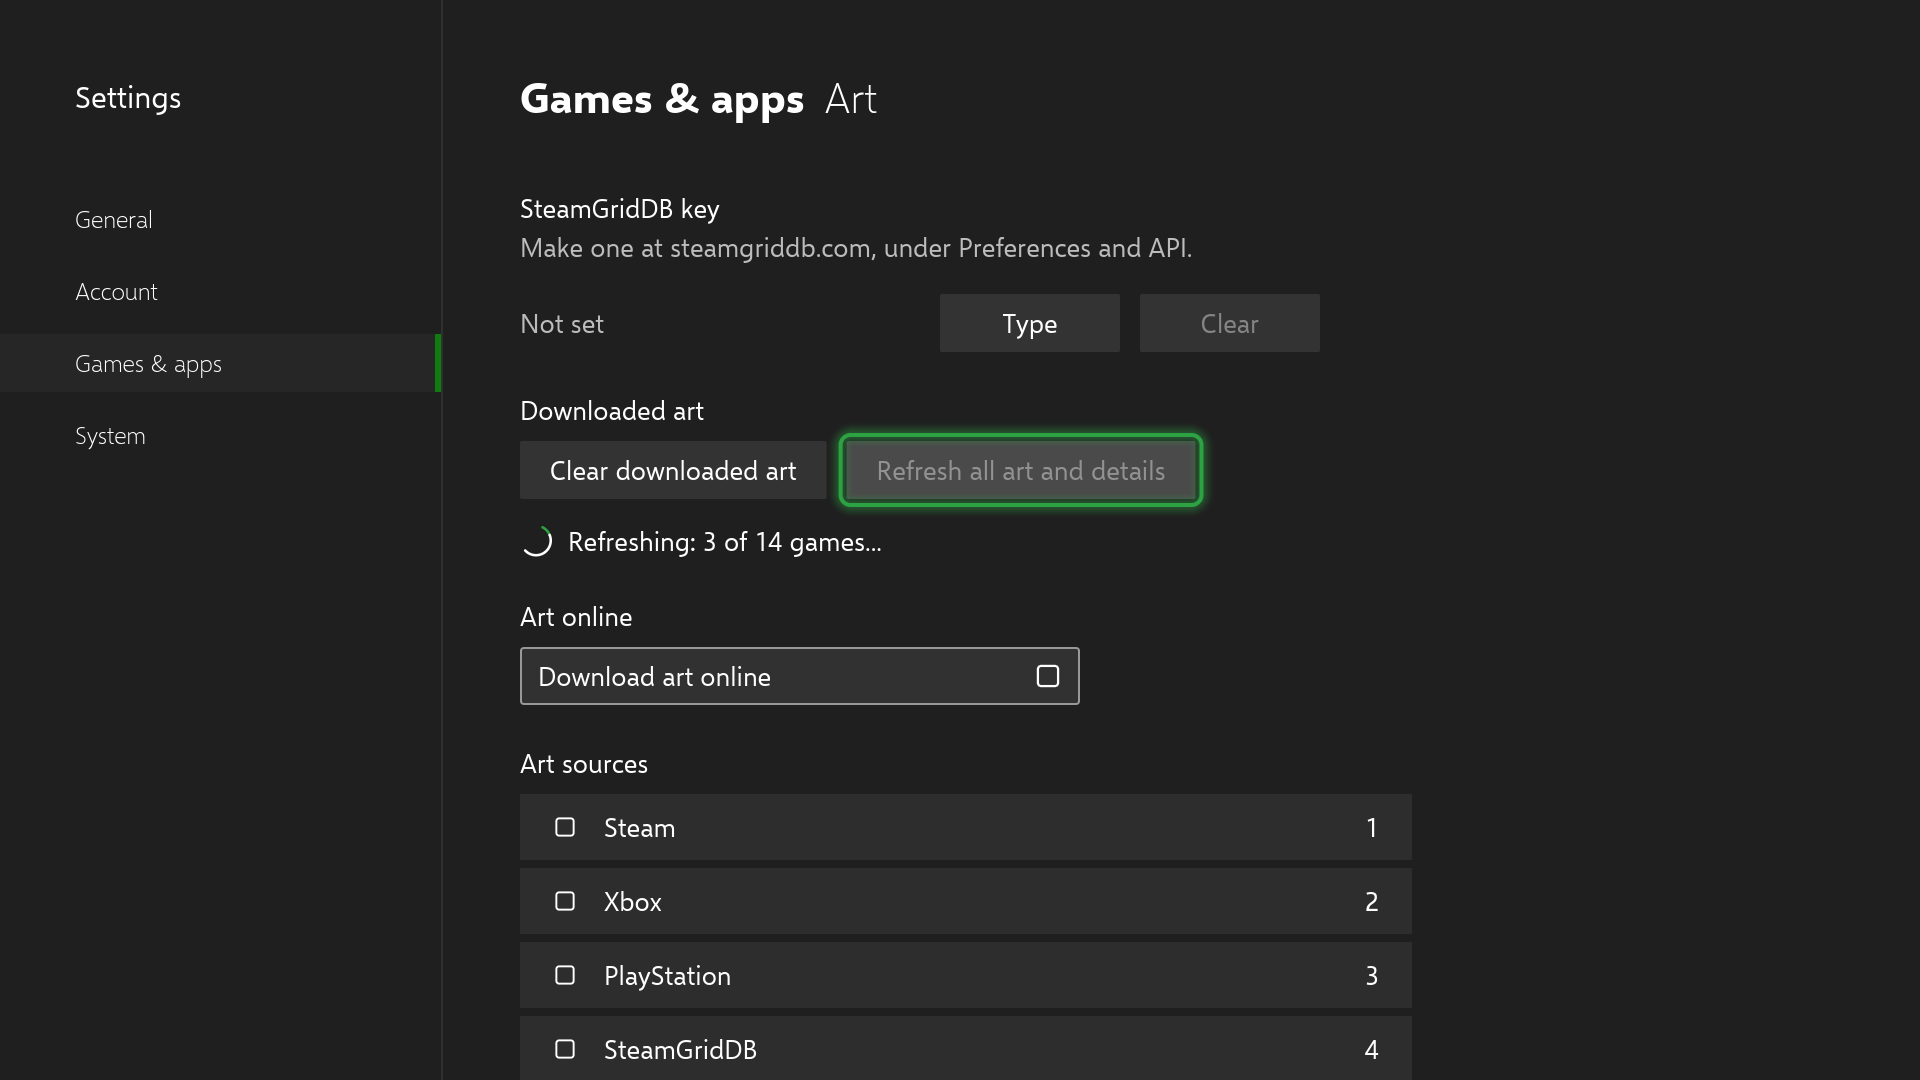 Settings
General
Account
Games & apps
System
Games & apps Art
SteamGridDB key
Make one at steamgriddb.com, under Preferences and API.
Not set
Type
Clear
Downloaded art
Clear downloaded art
Refresh all art and details
Refreshing: 3 of 14 games...
Art online
Download art online
Art sources
Steam 1
Xbox 2
PlayStation 3
SteamGridDB 4